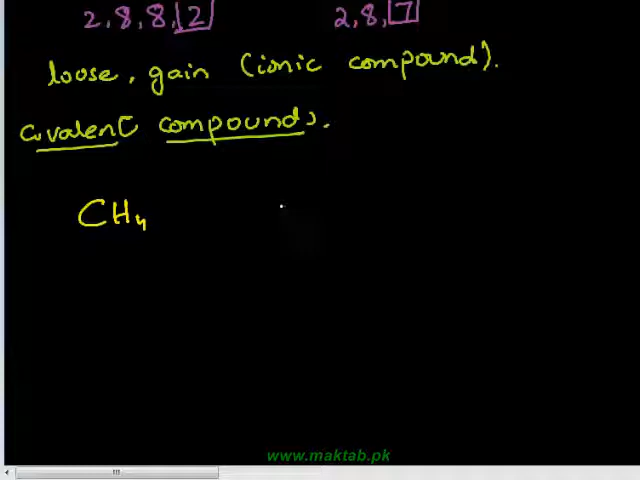 2, 8, 8, 2 2, 8, 7
loose, gain (ionic compound).
covalent compounds.
CH₄
www.maktab.pk